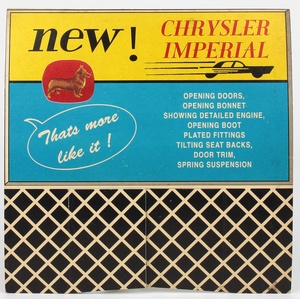 new!
CHRYSLER
IMPERIAL
OPENING DOORS,
OPENING BONNET
SHOWING DETAILED ENGINE,
OPENING BOOT
PLATED FITTINGS
TILTING SEAT BACKS,
DOOR TRIM,
SPRING SUSPENSION
Thats more
like it!